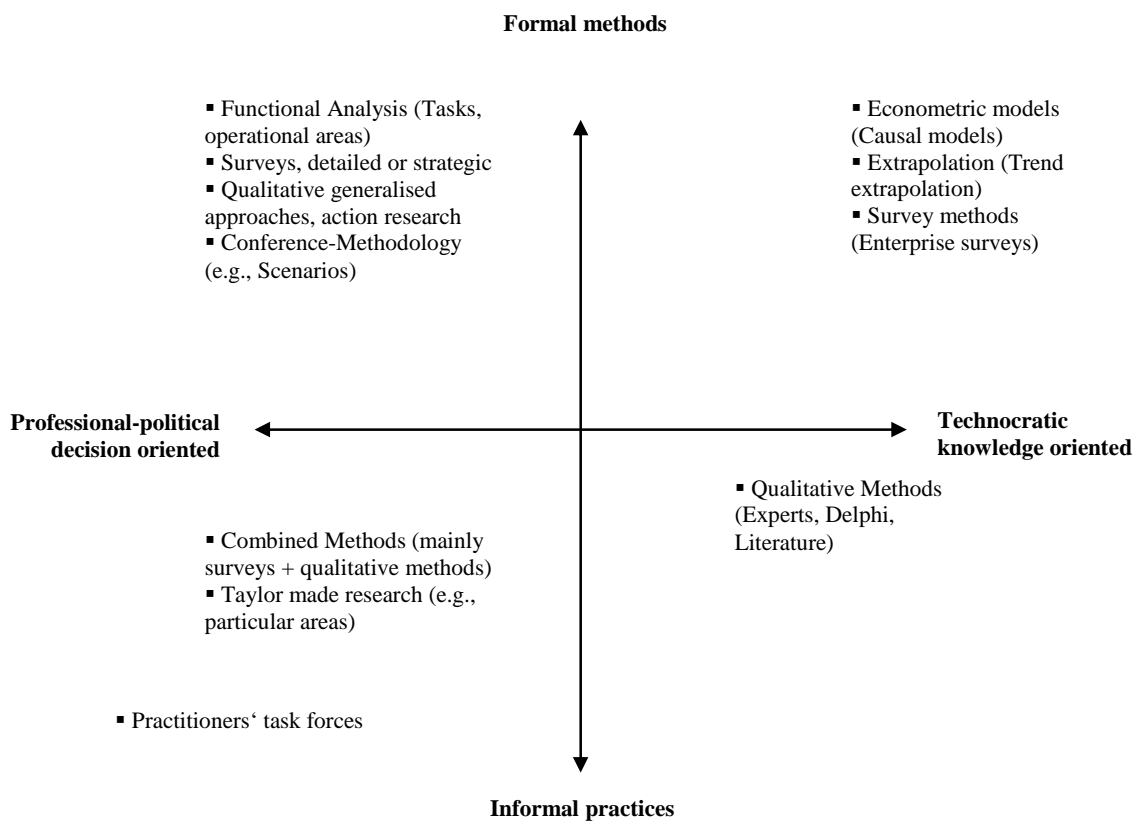 Formal methods
▪ Functional Analysis (Tasks,
operational areas)
▪ Surveys, detailed or strategic
▪ Qualitative generalised
approaches, action research
▪ Conference-Methodology
(e.g., Scenarios)
▪ Econometric models
(Causal models)
▪ Extrapolation (Trend
extrapolation)
▪ Survey methods
(Enterprise surveys)
Professional-political
decision oriented
Technocratic
knowledge oriented
▪ Qualitative Methods
(Experts, Delphi,
Literature)
▪ Combined Methods (mainly
surveys + qualitative methods)
▪ Taylor made research (e.g.,
particular areas)
▪ Practitioners‘ task forces
Informal practices